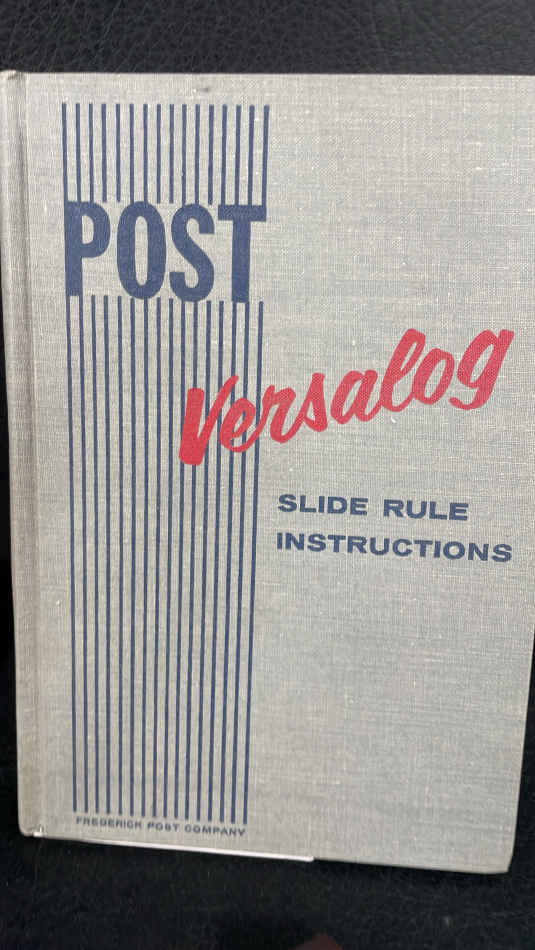 POST
Versalog
SLIDE RULE
INSTRUCTIONS
FREDERICK POST COMPANY